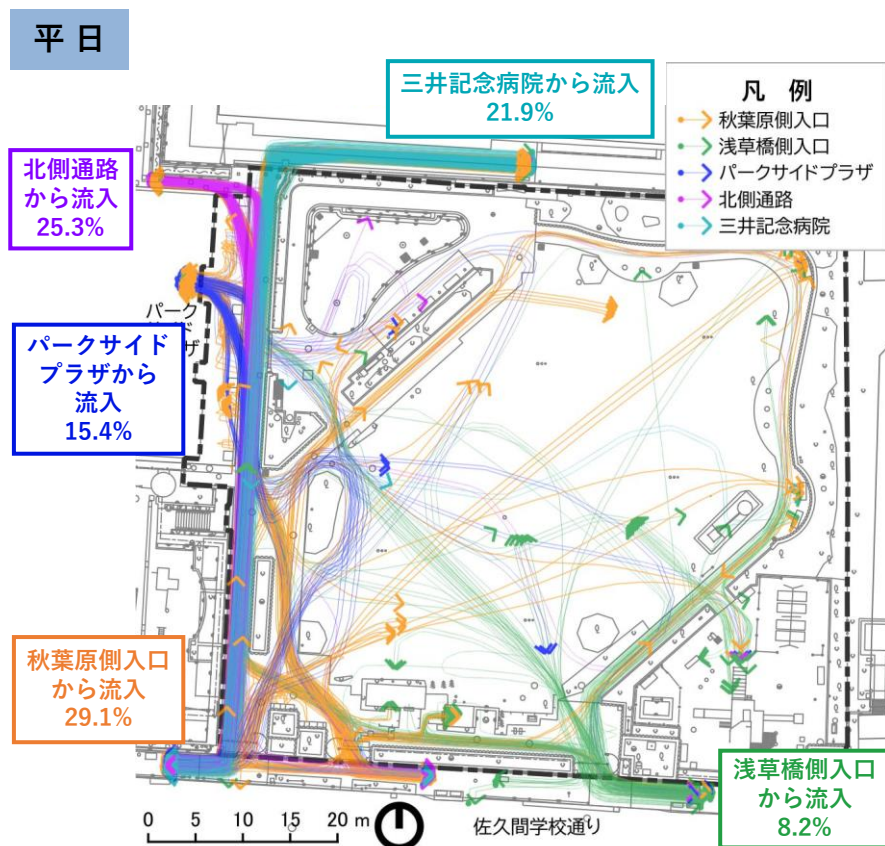 平日
三井記念病院から流入
21.9%
凡 例
秋葉原側入口
浅草橋側入口
パークサイドプラザ
北側通路
三井記念病院
北側通路
から流入
25.3%
パーク
パークサイド
プラザから
流入
15.4%
秋葉原側入口
から流入
29.1%
浅草橋側入口
から流入
8.2%
0 5 10 20 m
佐久間学校通り